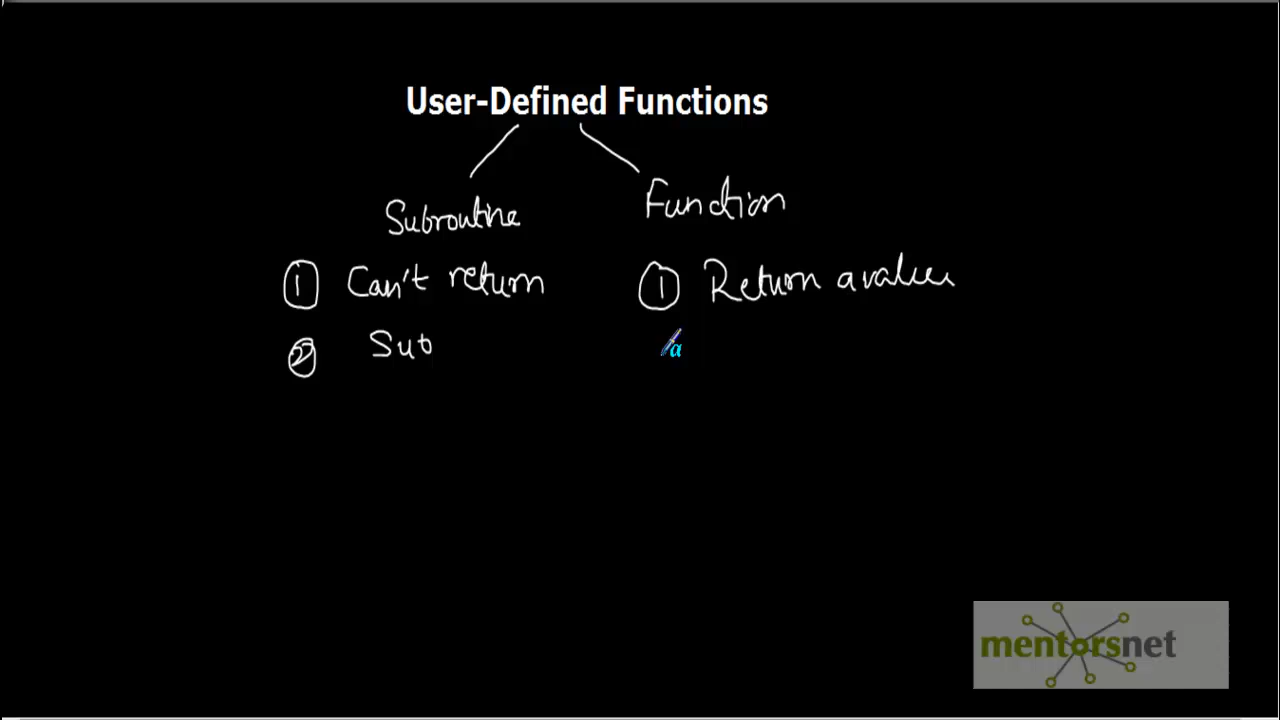 User-Defined Functions
Subroutine Function
① Can't return ① Return a value
② Sub
a
mentorsnet